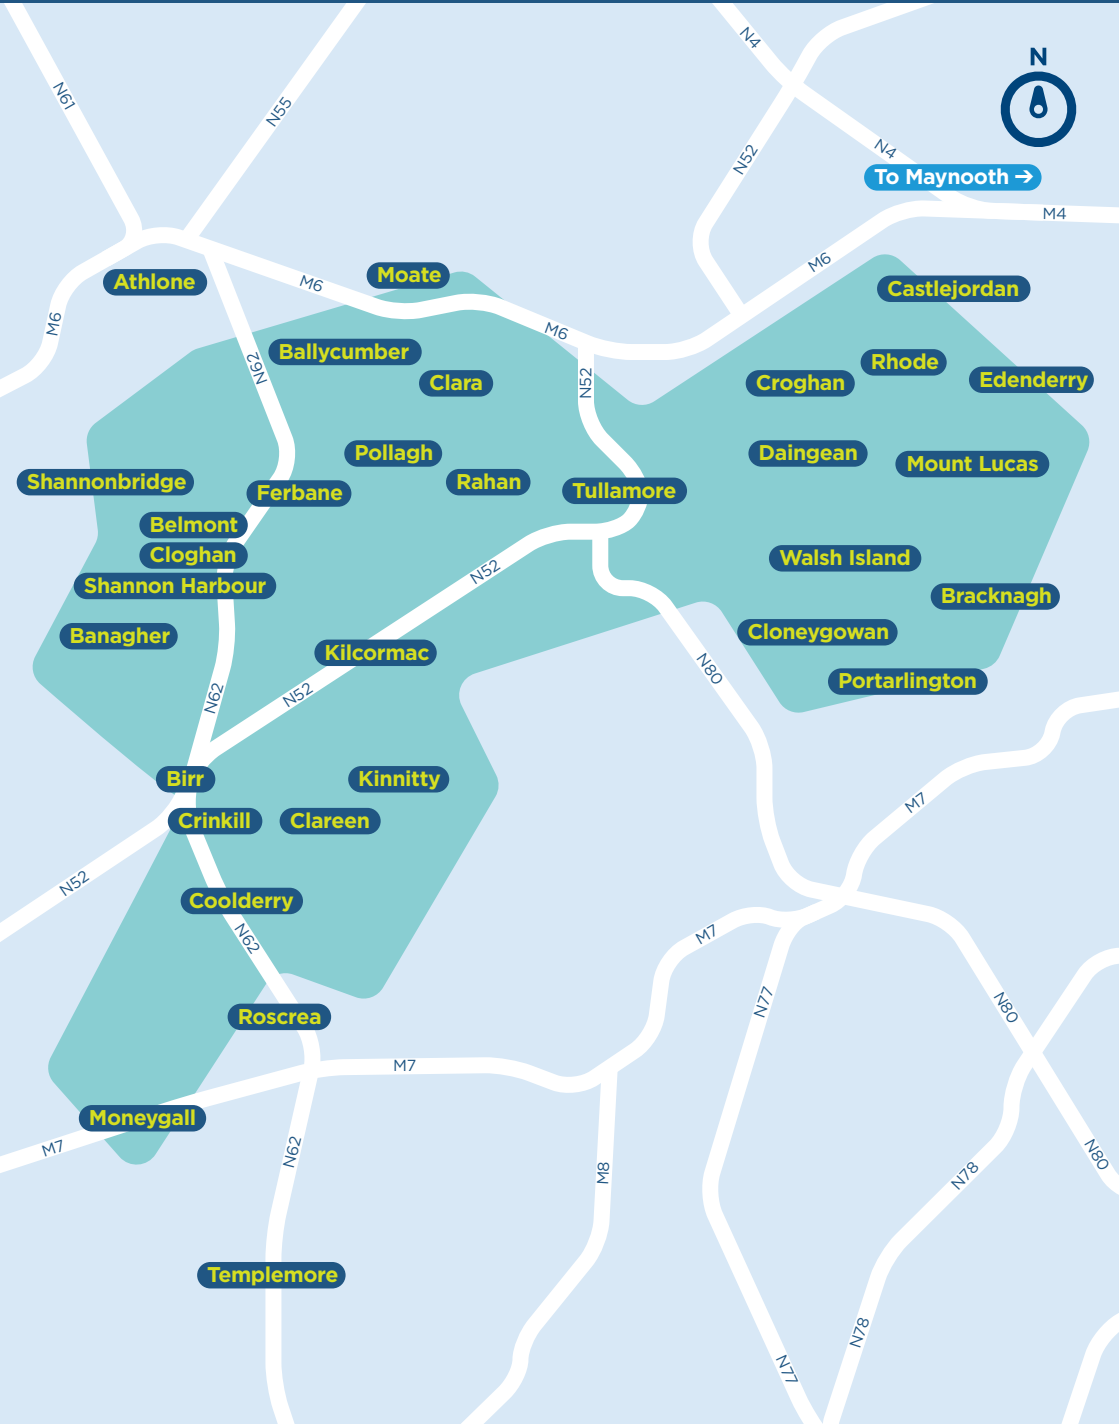 N4
N
N61
N55
N4
N52
To Maynooth →
M4
M6
Athlone
Moate
M6
Castlejordan
M6
M6
Ballycumber
N62
Clara
N52
Croghan
Rhode
Edenderry
Pollagh
Daingean
Mount Lucas
Shannonbridge
Ferbane
Rahan
Tullamore
Belmont
Cloghan
Walsh Island
N52
Shannon Harbour
Bracknagh
Banagher
Cloneygowan
Kilcormac
N80
Portarlington
N62
N52
Birr
Kinnitty
M7
Crinkill
Clareen
N52
Coolderry
N62
M7
N77
N80
Roscrea
M7
Moneygall
M7
N62
M8
N80
N78
Templemore
N78
N77